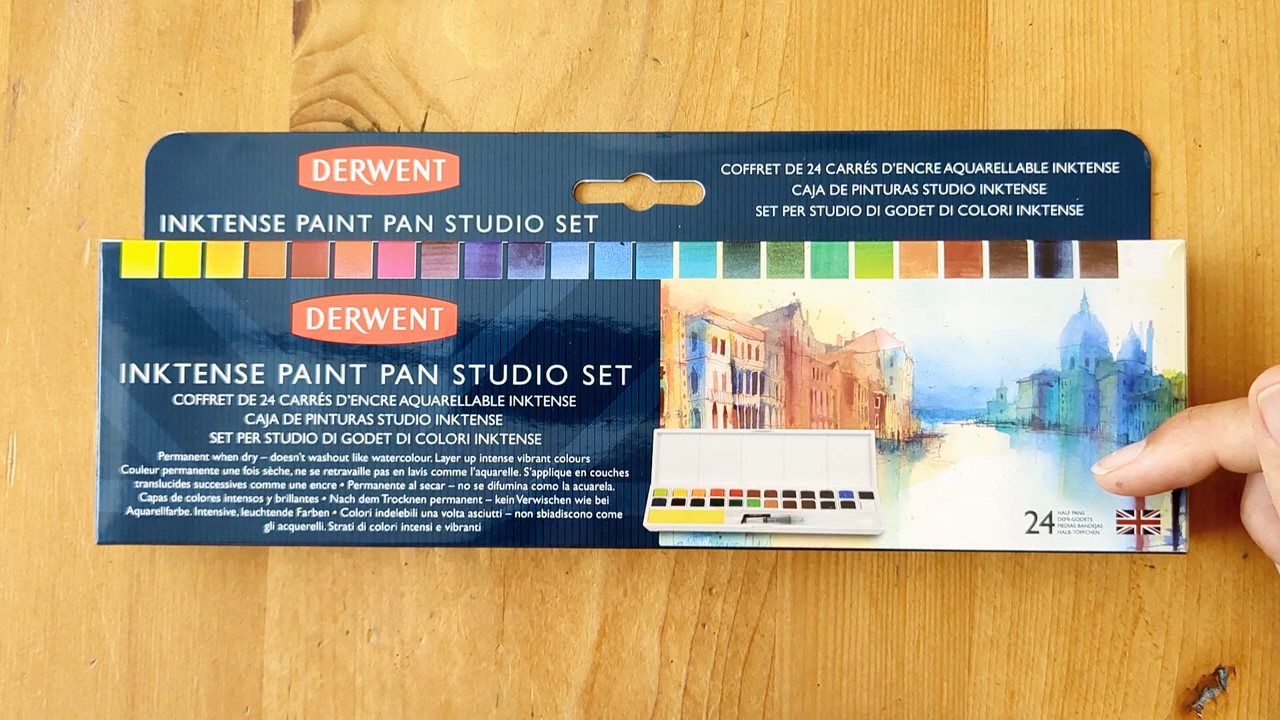 DERWENT
INKTENSE PAINT PAN STUDIO SET
COFFRET DE 24 CARRÉS D'ENCRE AQUARELLABLE INKTENSE
CAJA DE PINTURAS STUDIO INKTENSE
SET PER STUDIO DI GODET DI COLORI INKTENSE
DERWENT
INKTENSE PAINT PAN STUDIO SET
COFFRET DE 24 CARRÉS D'ENCRE AQUARELLABLE INKTENSE
CAJA DE PINTURAS STUDIO INKTENSE
SET PER STUDIO DI GODET DI COLORI INKTENSE
Permanent when dry – doesn't washout like watercolour. Layer up intense vibrant colours
Couleur permanente une fois sèche, ne se retravaille pas en lavis comme l'aquarelle. S'applique en couches
translucides successives comme une encre • Permanente al secar – no se difumina como la acuarela.
Capas de colores intensos y brillantes • Nach dem Trocknen permanent – kein Verwischen wie bei
Aquarellfarbe. Intensive, leuchtende Farben • Colori indelebili una volta asciutti – non sbiadiscono come
gli acquerelli. Strati di colori intensi e vibranti
24
HALF PANS
DEMI-GODETS
MEDIAS BANDEJAS
HALB-TÖPFCHEN